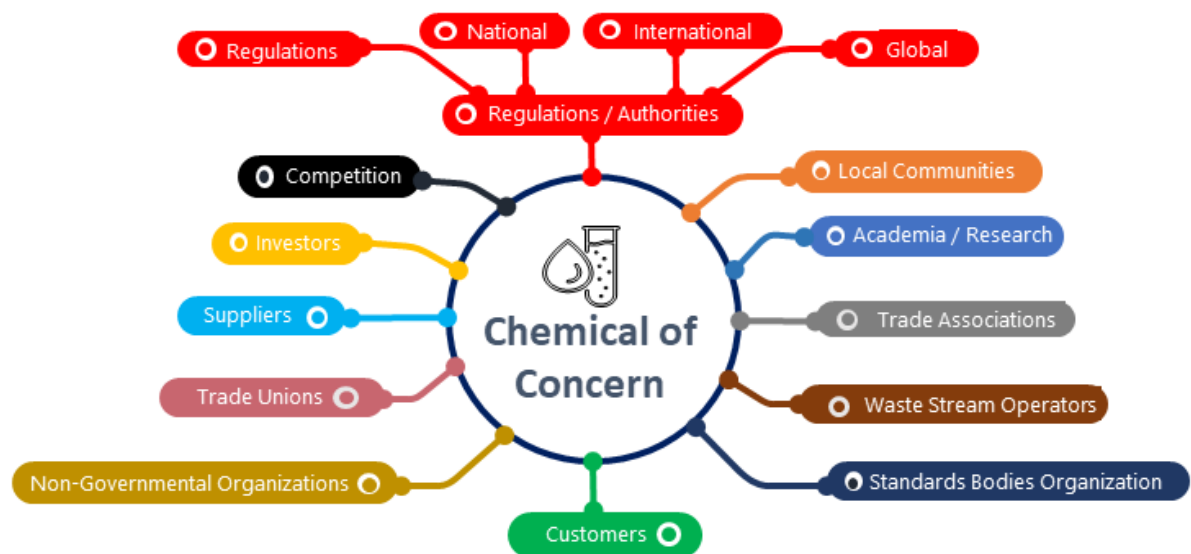 National
International
Regulations
Global
Regulations / Authorities
Competition
Local Communities
Investors
Academia / Research
Suppliers
Trade Associations
Chemical of
Concern
Trade Unions
Waste Stream Operators
Non-Governmental Organizations
Standards Bodies Organization
Customers